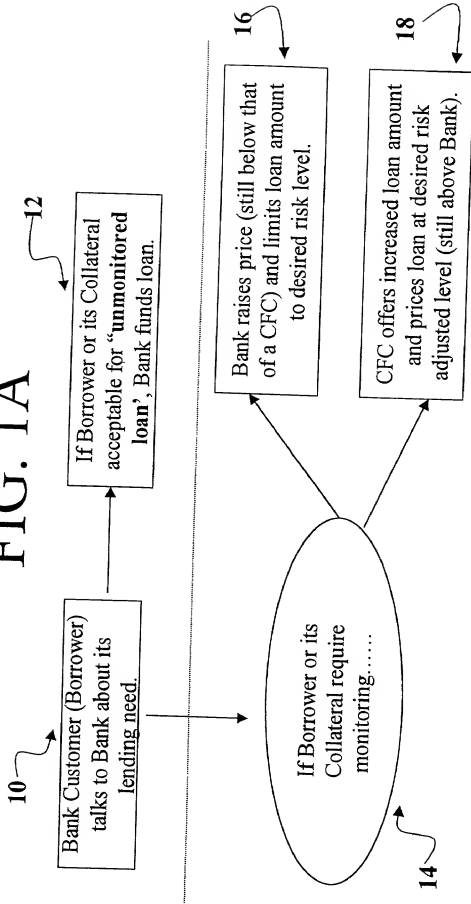 FIG. 1A
10
Bank Customer (Borrower)
talks to Bank about its
lending need.
12
If Borrower or its Collateral
acceptable for “unmonitored
loan’, Bank funds loan.
14
If Borrower or its
Collateral require
monitoring……
16
Bank raises price (still below that
of a CFC) and limits loan amount
to desired risk level.
18
CFC offers increased loan amount
and prices loan at desired risk
adjusted level (still above Bank).